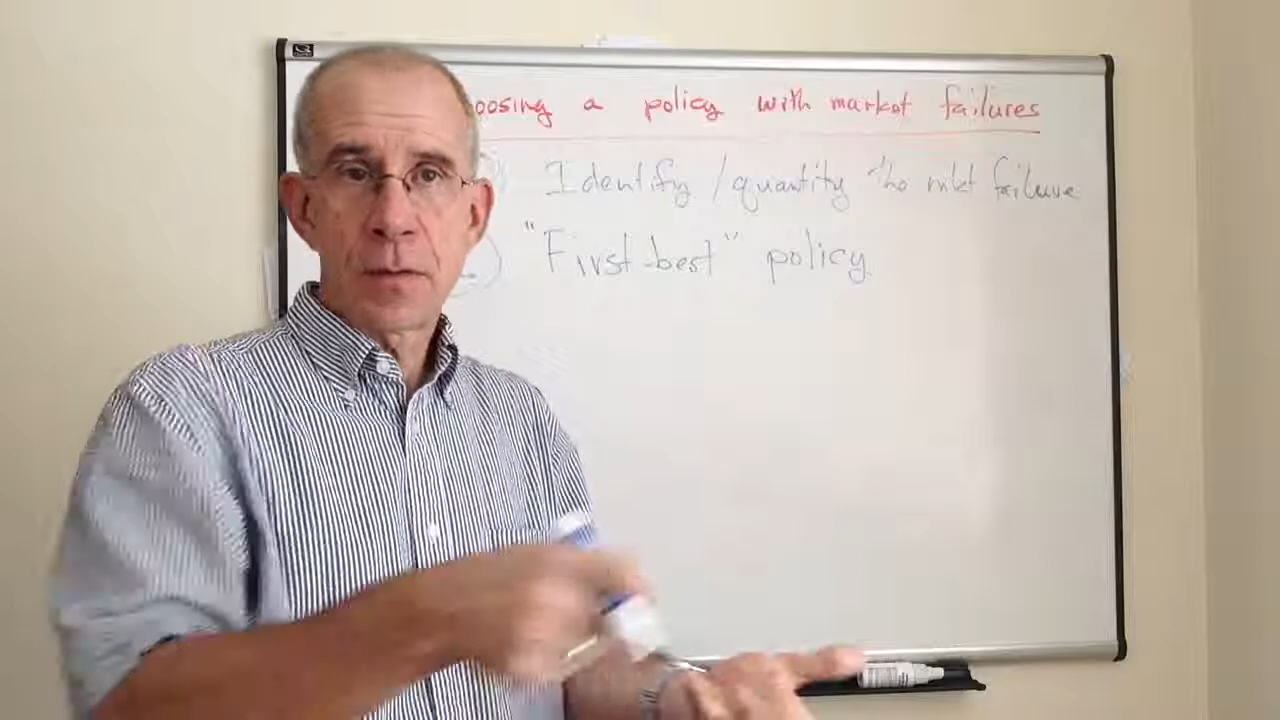 oosing a policy with market failures
Identify / quantify the mkt failure
"First-best" policy